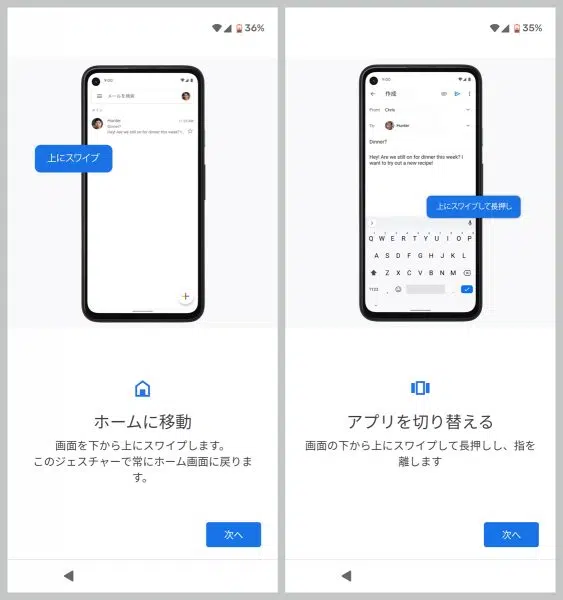 36%
9:00
メールを検索
メイン
Hunter
Dinner?
Hey! Are we still on for dinner this week? I...
上にスワイプ
ホームに移動
画面を下から上にスワイプします。
このジェスチャーで常にホーム画面に戻りま
す。
次へ
35%
9:00
作成
From Chris
To Hunter
Dinner?
Hey! Are we still on for dinner this week? I
want to try out a new recipe!
上にスワイプして長押し
Q W E R T Y U I O P
A S D F G H J K L
Z X C V B N M
?123 ,
アプリを切り替える
画面の下から上にスワイプして長押しし、指を
離します
次へ